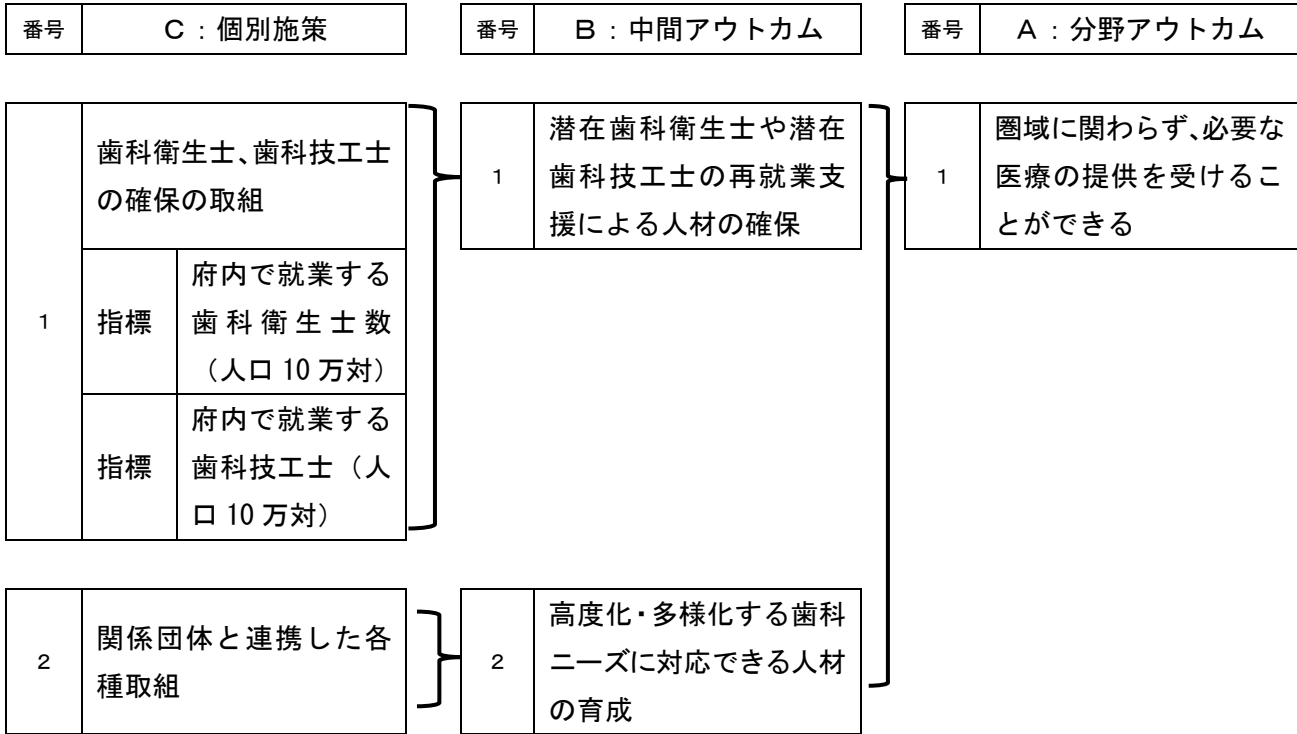 番号 C:個別施策 番号 B:中間アウトカム 番号 A:分野アウトカム
1
歯科衛生士、歯科技工士
の確保の取組
指標
府内で就業する
歯科衛生士数
(人口10万対)
指標
府内で就業する
歯科技工士(人
口10万対)
1
潜在歯科衛生士や潜在
歯科技工士の再就業支
援による人材の確保
1
圏域に関わらず、必要な
医療の提供を受けるこ
とができる
2
関係団体と連携した各
種取組
2
高度化・多様化する歯科
ニーズに対応できる人材
の育成